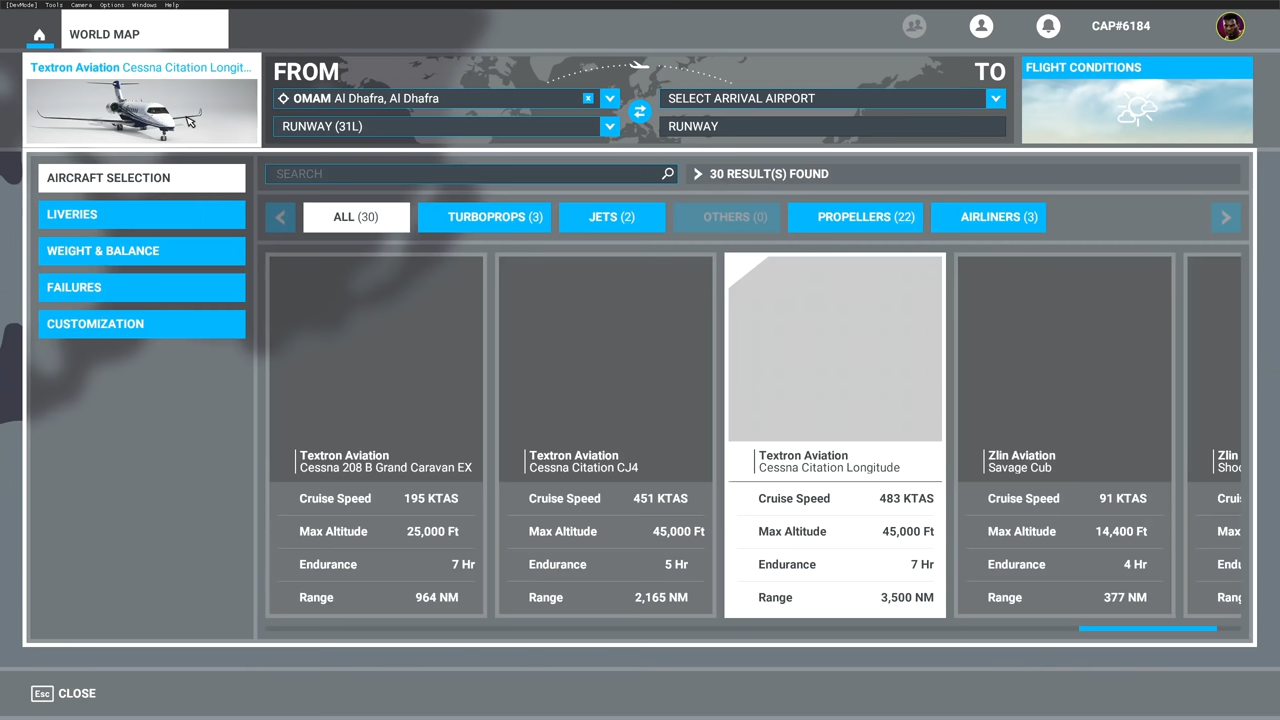 [DevMode] Tools Camera Options Windows Help
WORLD MAP
CAP#6184
Textron Aviation Cessna Citation Longit...
FROM
TO
FLIGHT CONDITIONS
OMAM Al Dhafra, Al Dhafra
x
SELECT ARRIVAL AIRPORT
RUNWAY (31L)
RUNWAY
AIRCRAFT SELECTION
LIVERIES
WEIGHT & BALANCE
FAILURES
CUSTOMIZATION
SEARCH
30 RESULT(S) FOUND
ALL (30)
TURBOPROPS (3)
JETS (2)
OTHERS (0)
PROPELLERS (22)
AIRLINERS (3)
Textron Aviation
Cessna 208 B Grand Caravan EX
Cruise Speed 195 KTAS
Max Altitude 25,000 Ft
Endurance 7 Hr
Range 964 NM
Textron Aviation
Cessna Citation CJ4
Cruise Speed 451 KTAS
Max Altitude 45,000 Ft
Endurance 5 Hr
Range 2,165 NM
Textron Aviation
Cessna Citation Longitude
Cruise Speed 483 KTAS
Max Altitude 45,000 Ft
Endurance 7 Hr
Range 3,500 NM
Zlin Aviation
Savage Cub
Cruise Speed 91 KTAS
Max Altitude 14,400 Ft
Endurance 4 Hr
Range 377 NM
Zlin
Shoc
Crui
Max
Endu
Rang
Esc CLOSE